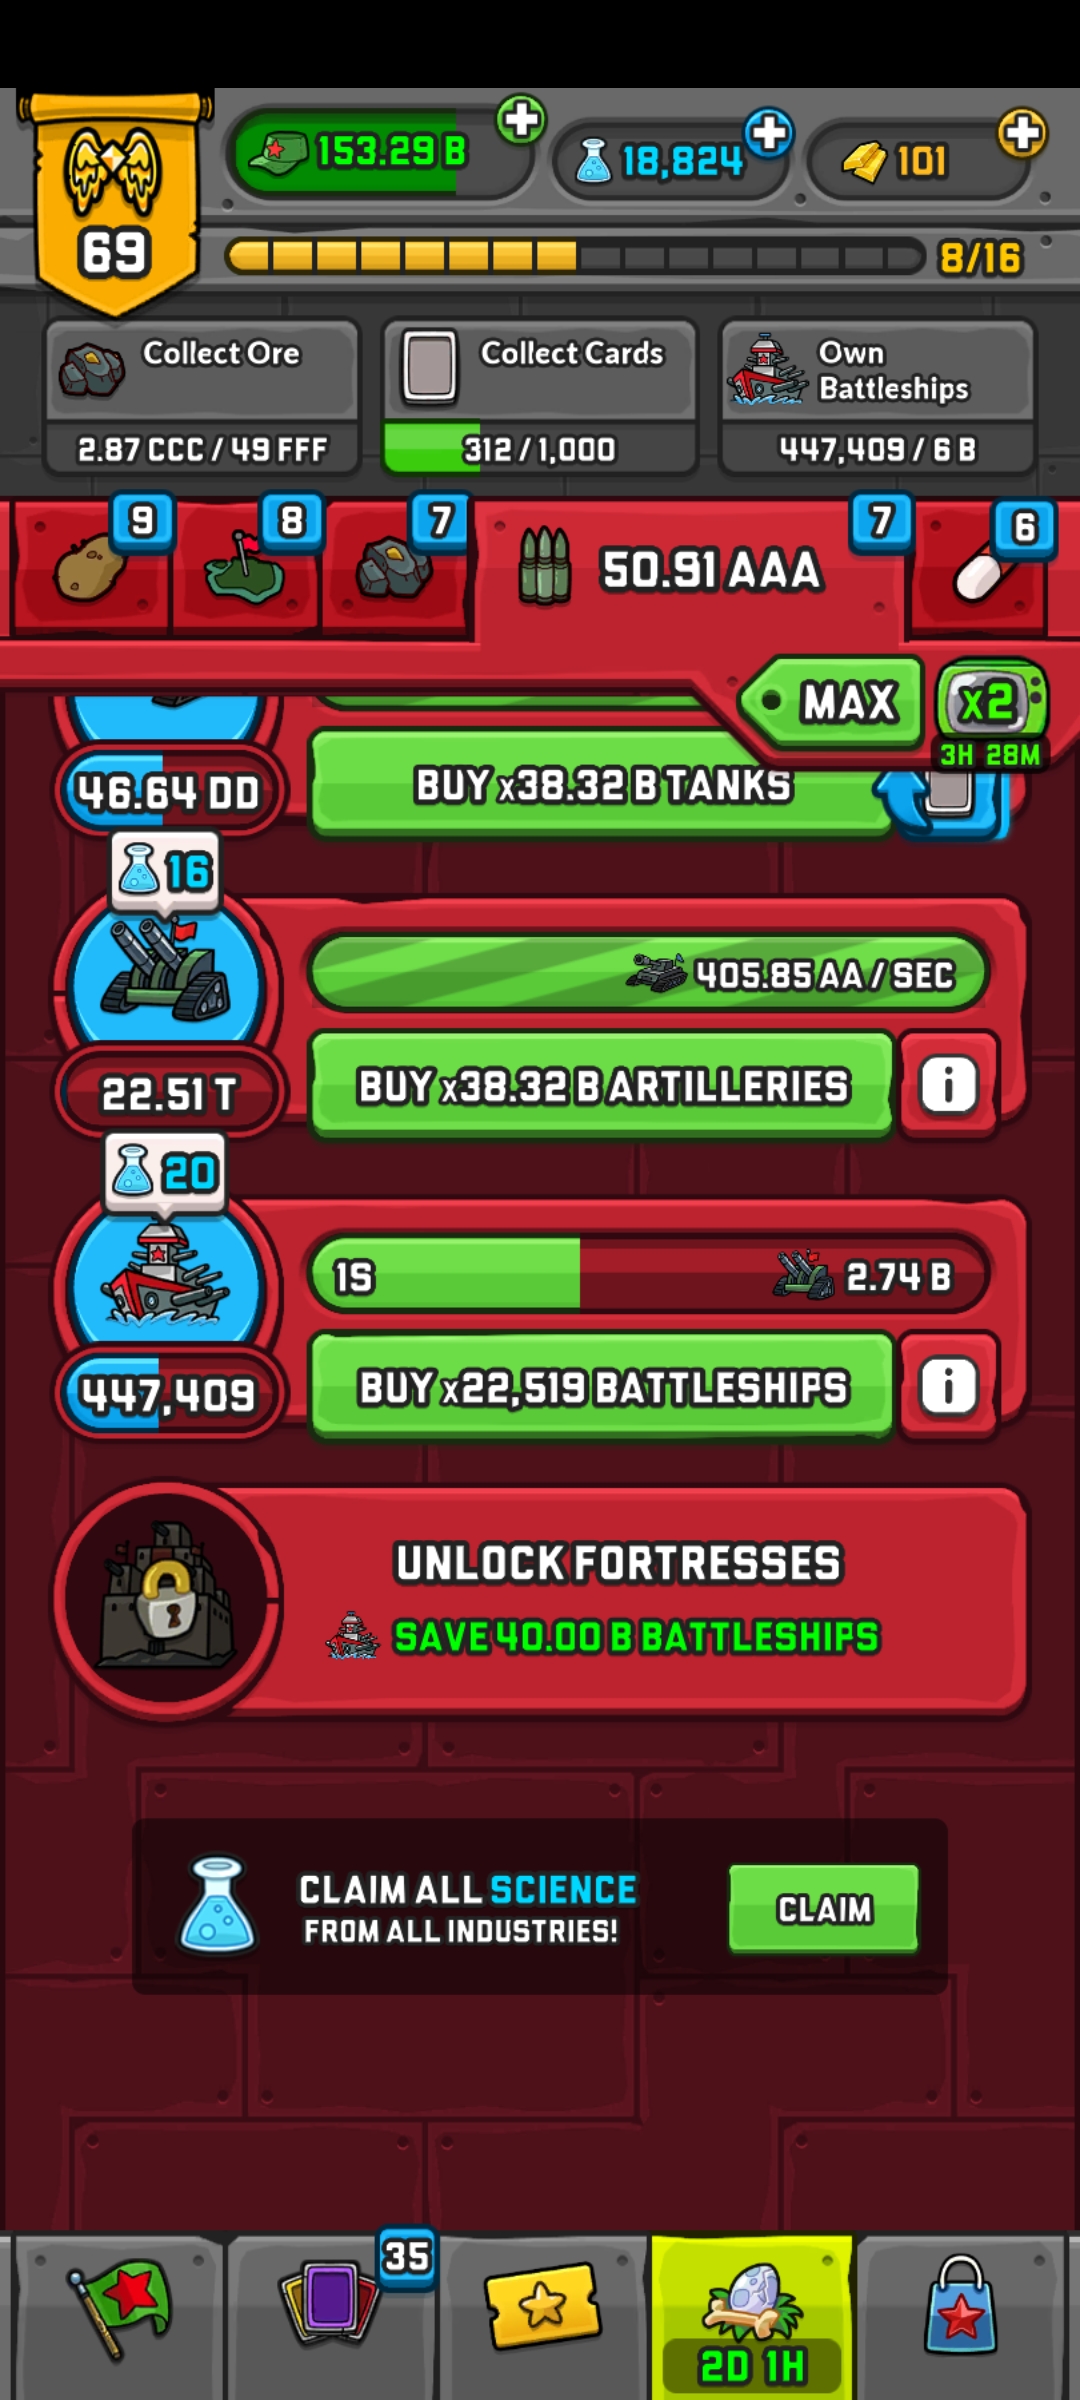 69
153.29 B
18,824
101
8/16
Collect Ore
2.87 CCC / 49 FFF
Collect Cards
312 / 1,000
Own
Battleships
447,409 / 6 B
9
8
7
50.91 AAA
7
6
MAX
x2
3H 28M
46.64 DD
BUY x38.32 B TANKS
16
405.85 AA / SEC
22.51 T
BUY x38.32 B ARTILLERIES
i
20
1S
2.74 B
447,409
BUY x22,519 BATTLESHIPS
i
UNLOCK FORTRESSES
SAVE 40.00 B BATTLESHIPS
CLAIM ALL SCIENCE
FROM ALL INDUSTRIES!
CLAIM
35
2D 1H